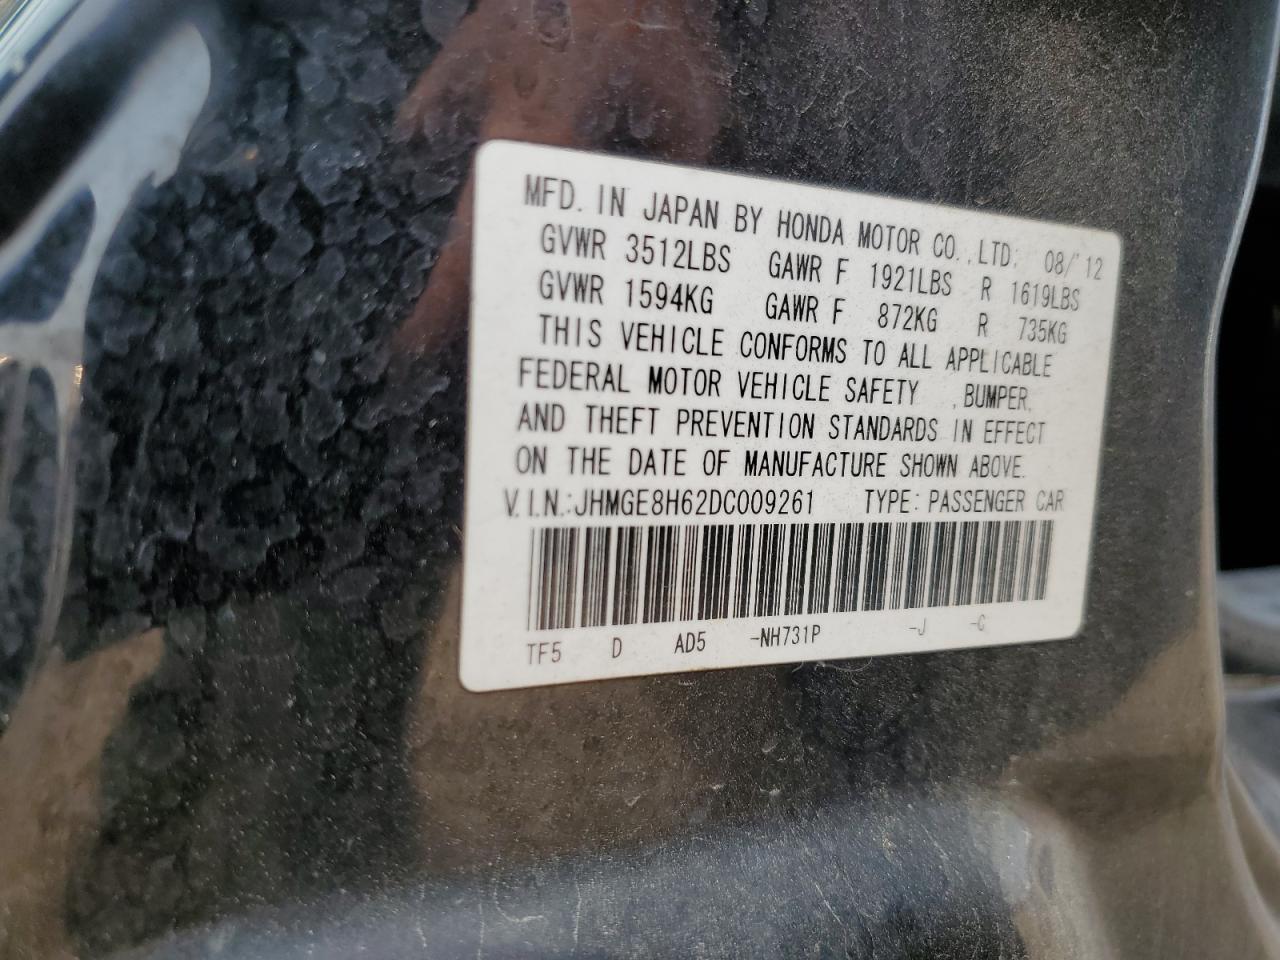 MFD. IN JAPAN BY HONDA MOTOR CO.,LTD. 08/'12
GVWR 3512LBS GAWR F 1921LBS R 1619LBS
GVWR 1594KG GAWR F 872KG R 735KG
THIS VEHICLE CONFORMS TO ALL APPLICABLE
FEDERAL MOTOR VEHICLE SAFETY ,BUMPER,
AND THEFT PREVENTION STANDARDS IN EFFECT
ON THE DATE OF MANUFACTURE SHOWN ABOVE.
V.I.N.:JHMGE8H62DC009261 TYPE: PASSENGER CAR
TF5 D AD5 -NH731P -J -C